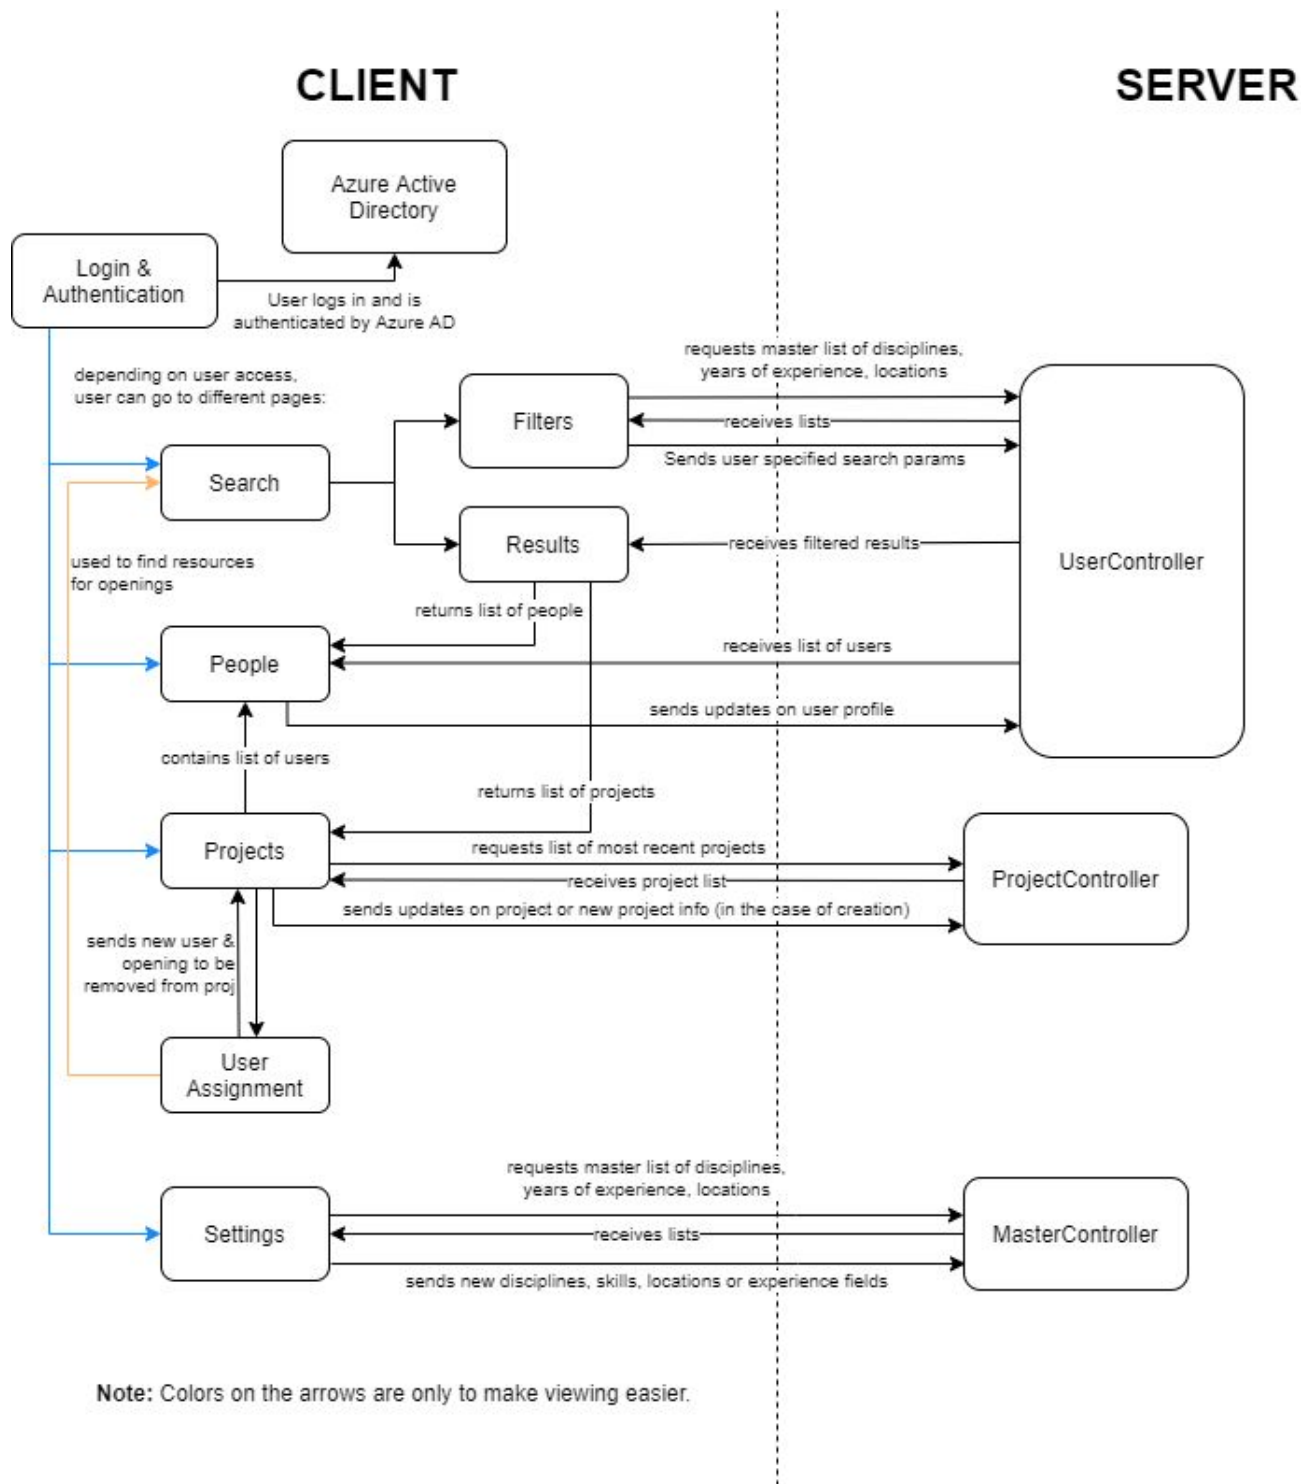 CLIENT
SERVER
Azure Active
Directory
Login &
Authentication
User logs in and is
authenticated by Azure AD
depending on user access,
user can go to different pages:
requests master list of disciplines,
years of experience, locations
Filters
receives lists
Sends user specified search params
Search
Results
receives filtered results
UserController
used to find resources
for openings
returns list of people
People
receives list of users
sends updates on user profile
contains list of users
returns list of projects
Projects
requests list of most recent projects
receives project list
ProjectController
sends updates on project or new project info (in the case of creation)
sends new user &
opening to be
removed from proj
User
Assignment
requests master list of disciplines,
years of experience, locations
Settings
receives lists
MasterController
sends new disciplines, skills, locations or experience fields
Note: Colors on the arrows are only to make viewing easier.